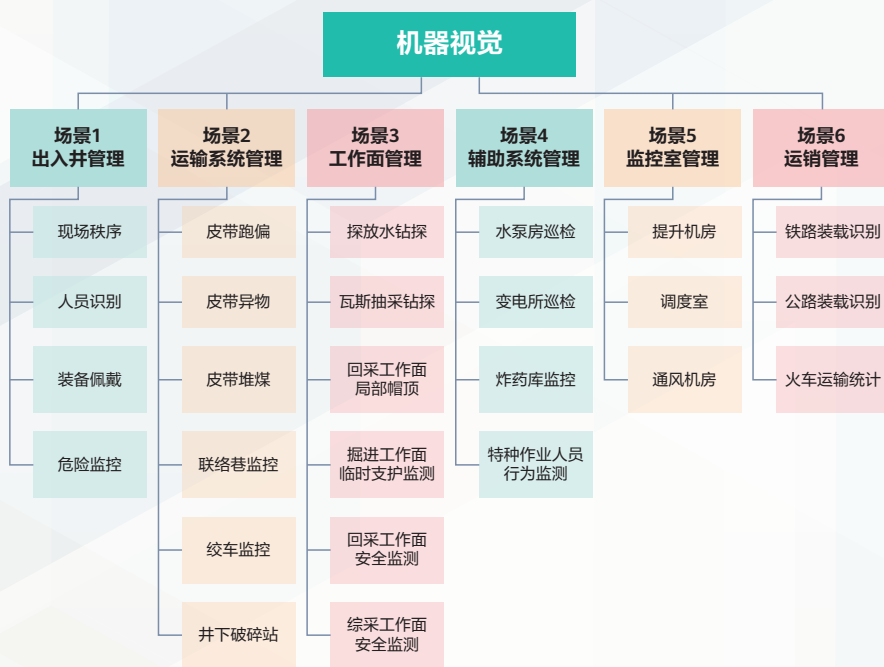 机器视觉
场景1
出入井管理
现场秩序
人员识别
装备佩戴
危险监控
场景2
运输系统管理
皮带跑偏
皮带异物
皮带堆煤
联络巷监控
绞车监控
井下破碎站
场景3
工作面管理
探放水钻探
瓦斯抽采钻探
回采工作面
局部帽顶
掘进工作面
临时支护监测
回采工作面
安全监测
综采工作面
安全监测
场景4
辅助系统管理
水泵房巡检
变电所巡检
炸药库监控
特种作业人员
行为监测
场景5
监控室管理
提升机房
调度室
通风机房
场景6
运销管理
铁路装载识别
公路装载识别
火车运输统计